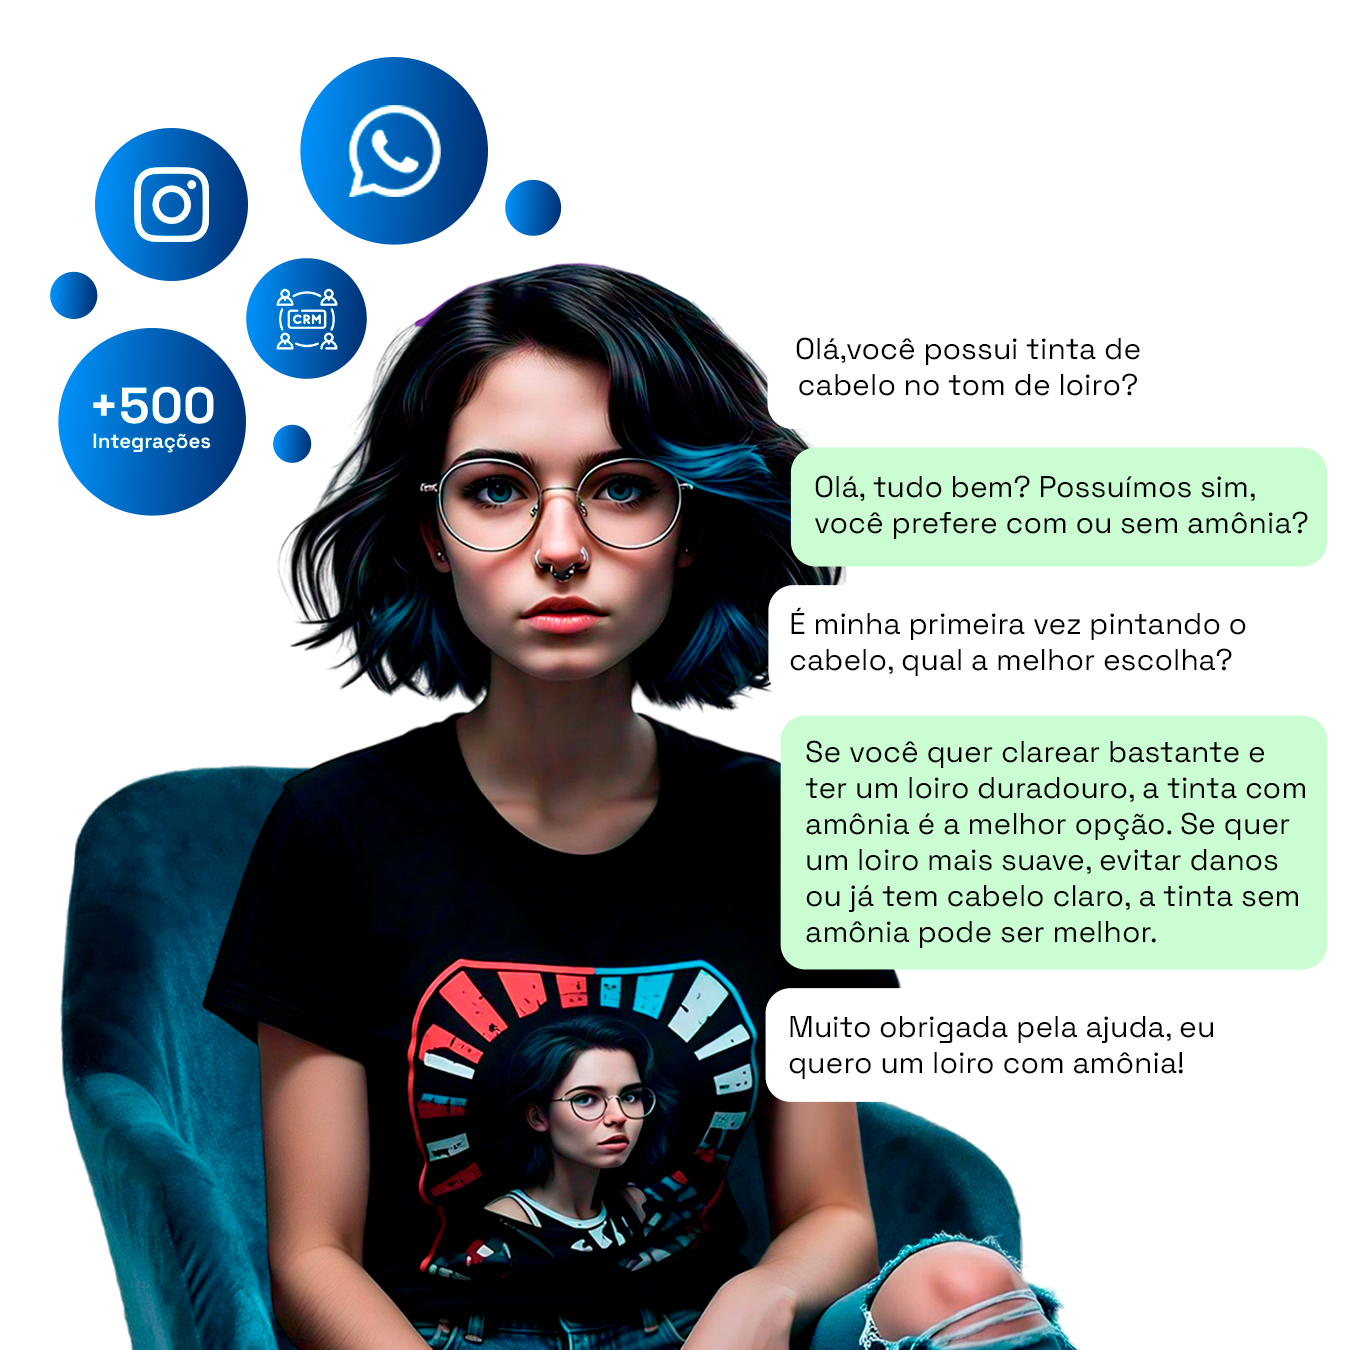 +500
Integrações
CRM
Olá,você possui tinta de
cabelo no tom de loiro?
Olá, tudo bem? Possuímos sim,
você prefere com ou sem amônia?
É minha primeira vez pintando o
cabelo, qual a melhor escolha?
Se você quer clarear bastante e
ter um loiro duradouro, a tinta com
amônia é a melhor opção. Se quer
um loiro mais suave, evitar danos
ou já tem cabelo claro, a tinta sem
amônia pode ser melhor.
Muito obrigada pela ajuda, eu
quero um loiro com amônia!